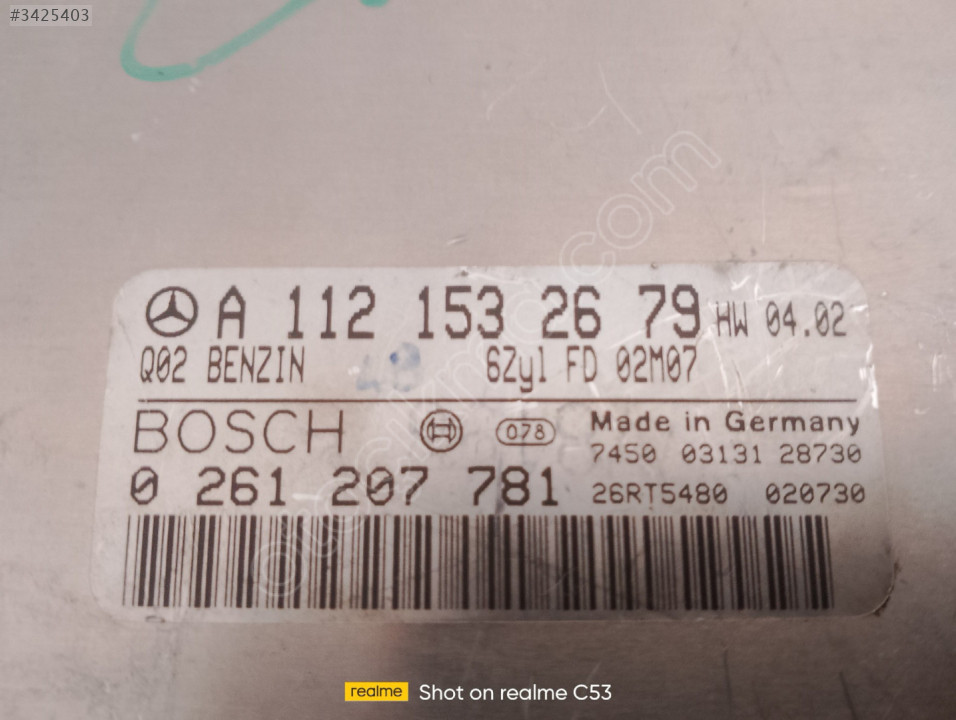 #3425403
A 112 153 26 79 HW 04.02
Q02 BENZIN 6Zyl FD 02M07
BOSCH 078 Made in Germany
7450 03131 28730
0 261 207 781 26RT5480 020730
realme Shot on realme C53